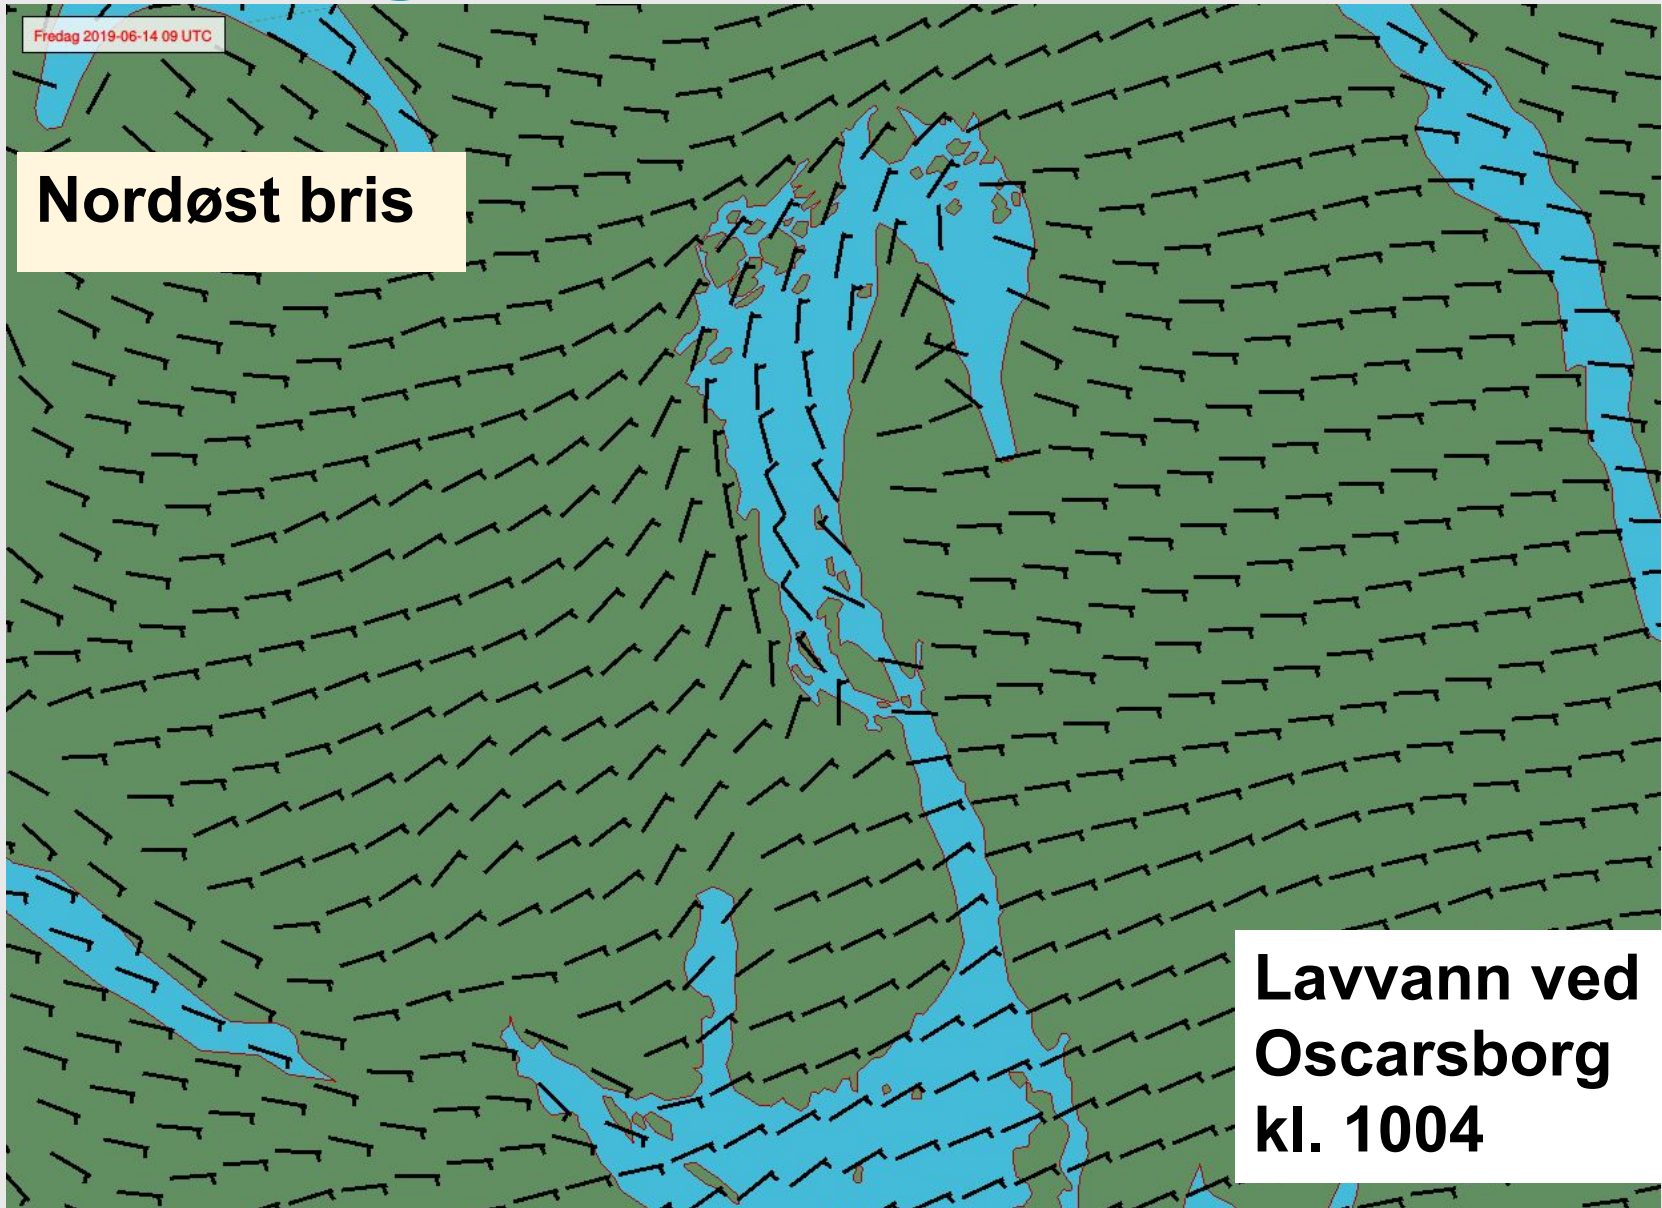 Fredag 2019-06-14 09 UTC
Nordøst bris
Lavvann ved
Oscarsborg
kl. 1004